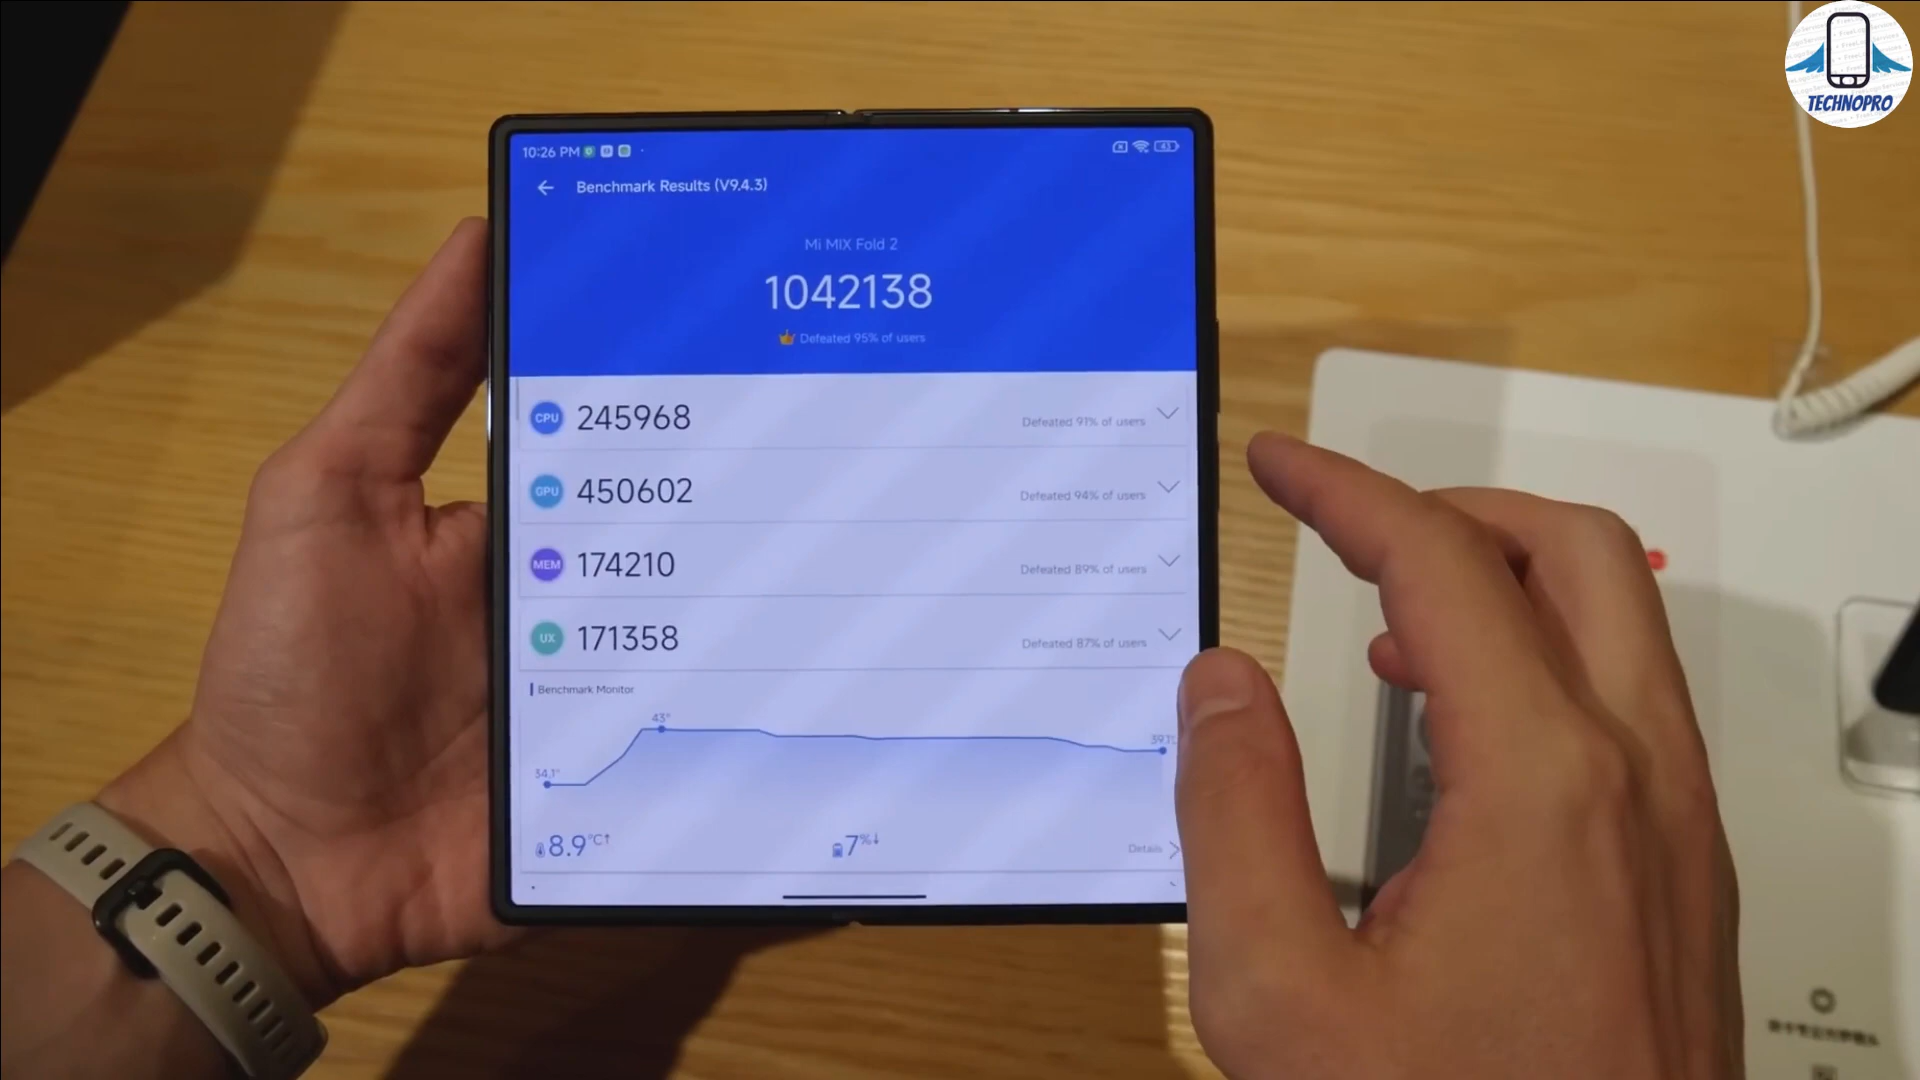 TECHNOPRO
10:26 PM
43
Benchmark Results (V9.4.3)
Mi MIX Fold 2
1042138
Defeated 95% of users
CPU 245968 Defeated 91% of users
GPU 450602 Defeated 94% of users
MEM 174210 Defeated 89% of users
UX 171358 Defeated 87% of users
Benchmark Monitor
43°
34.1°
8.9°C↑ 7%↓ Details